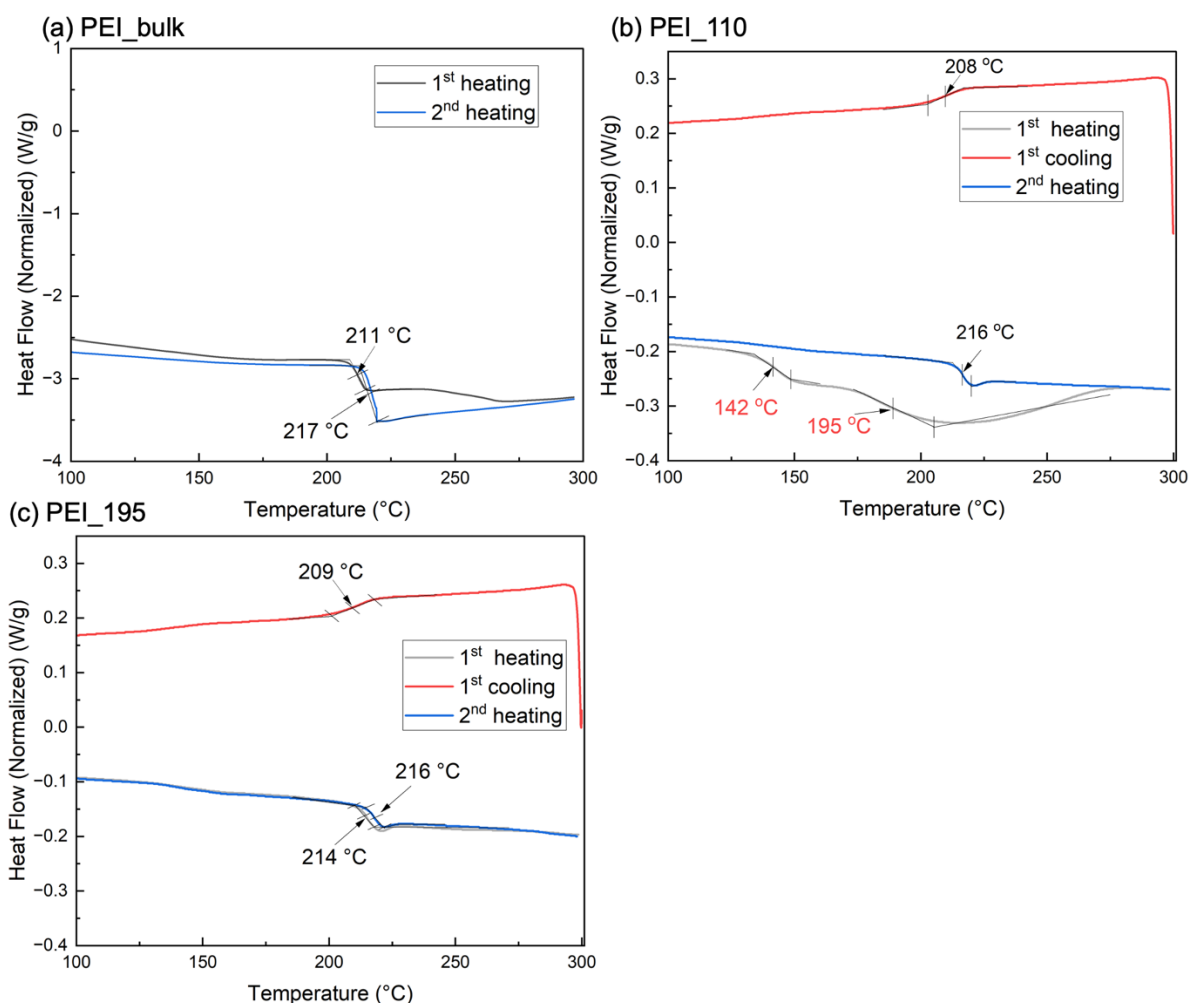 (a) PEI_bulk
1
0
−1
−2
−3
−4
Heat Flow (Normalized) (W/g)
1st heating
2nd heating
211 °C
217 °C
100
150
200
250
300
Temperature (°C)
(b) PEI_110
0.3
0.2
0.1
0.0
−0.1
−0.2
−0.3
−0.4
Heat Flow (Normalized) (W/g)
208 °C
1st heating
1st cooling
2nd heating
216 °C
142 °C
195 °C
100
150
200
250
300
Temperature (°C)
(c) PEI_195
0.3
0.2
0.1
0.0
−0.1
−0.2
−0.3
−0.4
Heat Flow (Normalized) (W/g)
209 °C
1st heating
1st cooling
2nd heating
216 °C
214 °C
100
150
200
250
300
Temperature (°C)